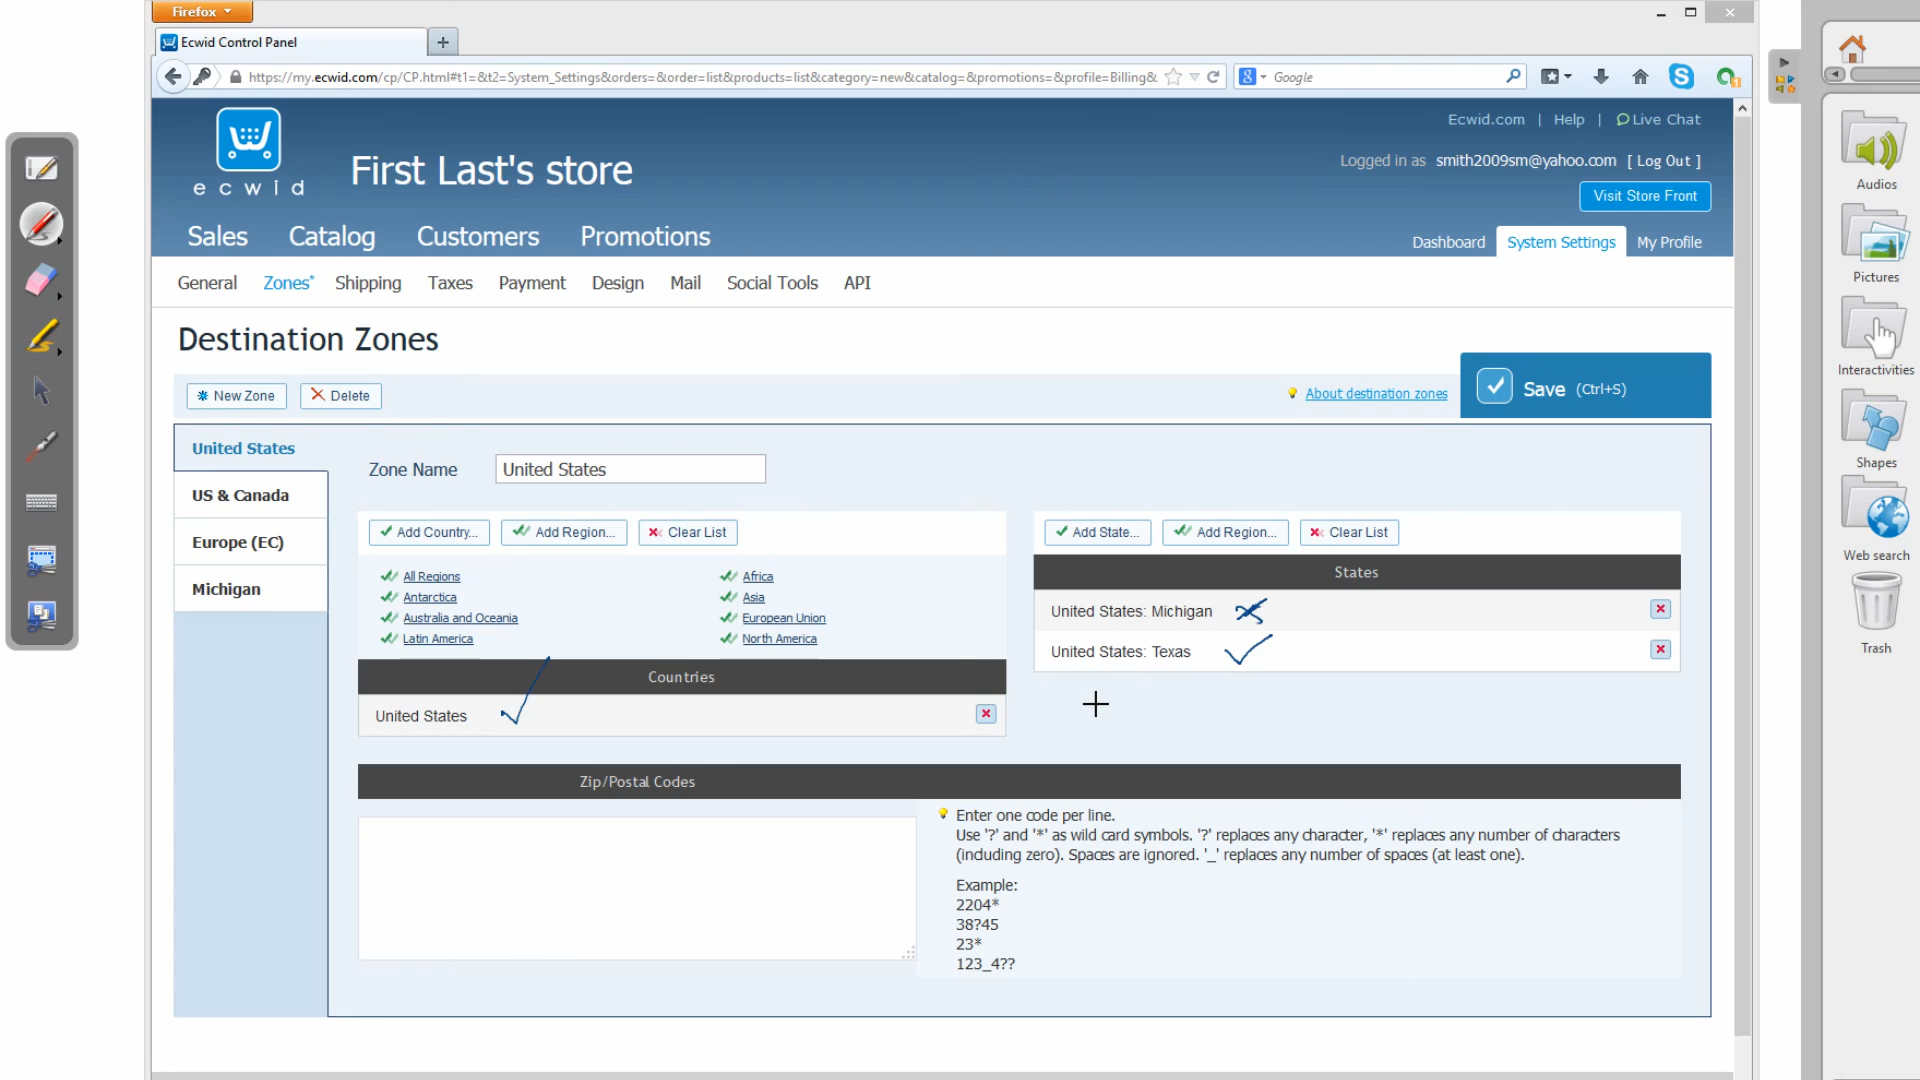 Firefox
Ecwid Control Panel
https://my.ecwid.com/cp/CP.html#t1=&t2=System_Settings&orders=&order=list&products=list&category=new&catalog=&promotions=&profile=Billing&
Google
ecwid
First Last's store
Ecwid.com | Help | Live Chat
Logged in as smith2009sm@yahoo.com [ Log Out ]
Visit Store Front
Sales Catalog Customers Promotions
Dashboard System Settings My Profile
General Zones* Shipping Taxes Payment Design Mail Social Tools API
Destination Zones
New Zone Delete
About destination zones
Save (Ctrl+S)
United States
US & Canada
Europe (EC)
Michigan
Zone Name United States
Add Country... Add Region... Clear List
All Regions Africa
Antarctica Asia
Australia and Oceania European Union
Latin America North America
Countries
United States
Add State... Add Region... Clear List
States
United States: Michigan
United States: Texas
Zip/Postal Codes
Enter one code per line.
Use '?' and '*' as wild card symbols. '?' replaces any character, '*' replaces any number of characters
(including zero). Spaces are ignored. '_' replaces any number of spaces (at least one).
Example:
2204*
38?45
23*
123_4??
Audios
Pictures
Interactivities
Shapes
Web search
Trash